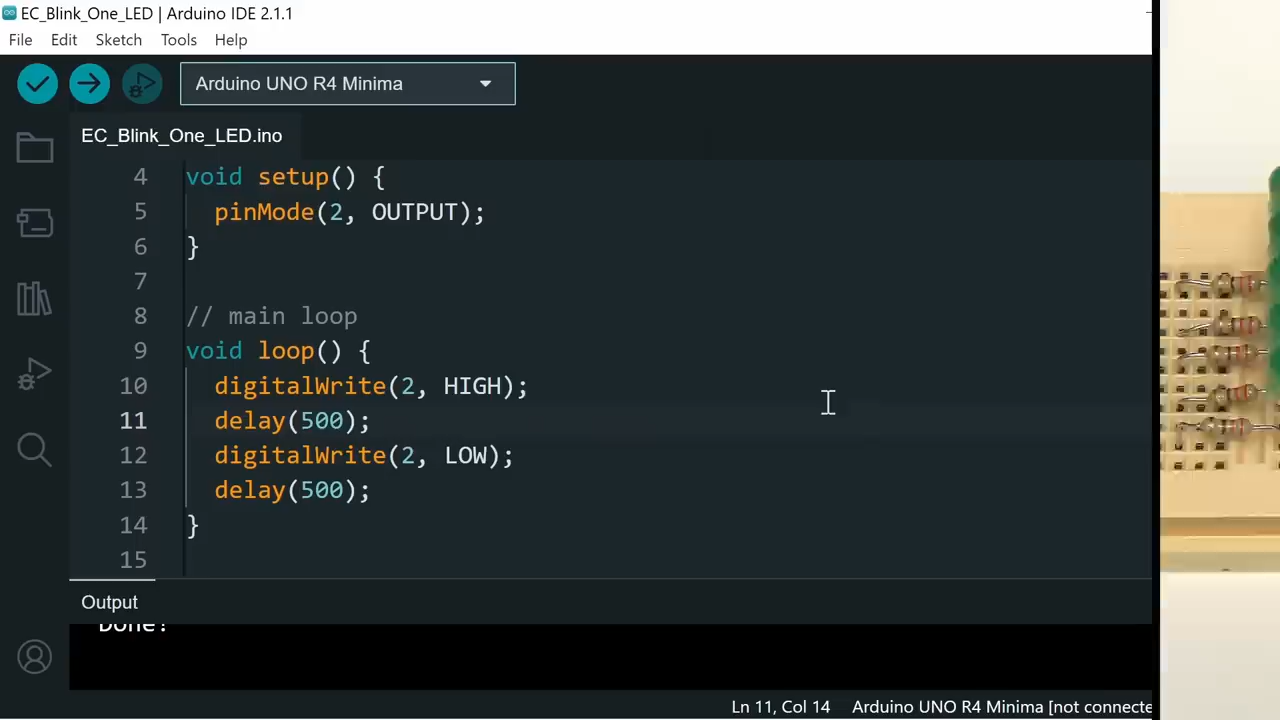 EC_Blink_One_LED | Arduino IDE 2.1.1
File Edit Sketch Tools Help
Arduino UNO R4 Minima
EC_Blink_One_LED.ino
4 void setup() {
5 pinMode(2, OUTPUT);
6 }
7
8 // main loop
9 void loop() {
10 digitalWrite(2, HIGH);
11 delay(500);
12 digitalWrite(2, LOW);
13 delay(500);
14 }
15
Output
Done!
Ln 11, Col 14 Arduino UNO R4 Minima [not connecte